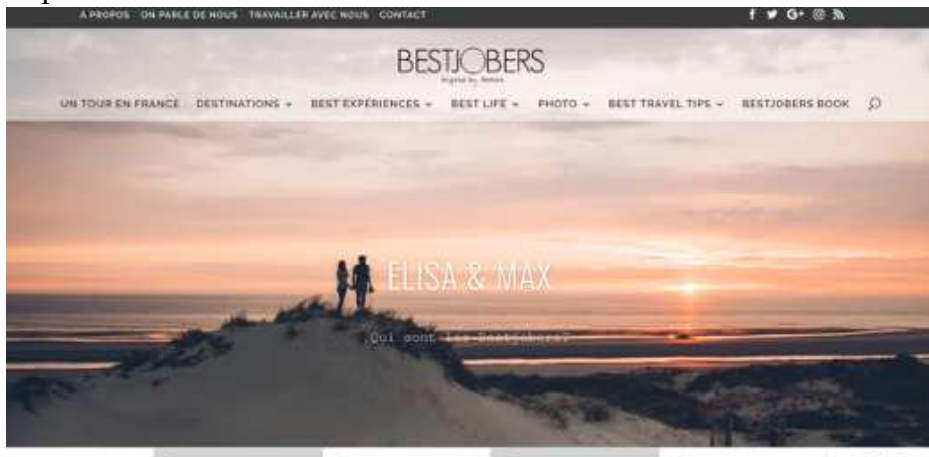 A PROPOS ON PARLE DE NOUS TRAVAILLER AVEC NOUS CONTACT
BESTJOBERS
UN TOUR EN FRANCE DESTINATIONS BEST EXPÉRIENCES BEST LIFE PHOTO BEST TRAVEL TIPS BESTJOBERS BOOK
ELISA & MAX
Qui sont les Bestjobers?